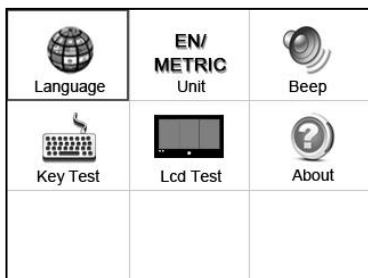 Language
EN/
METRIC
Unit
Beep
Key Test
Lcd Test
About